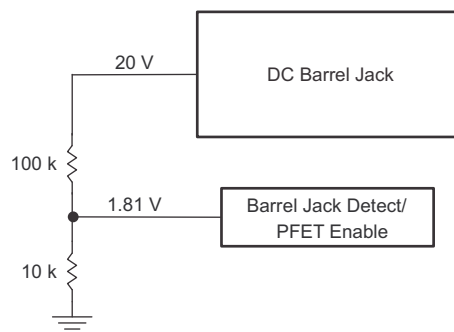 20 V
DC Barrel Jack
100 k
1.81 V
Barrel Jack Detect/
PFET Enable
10 k